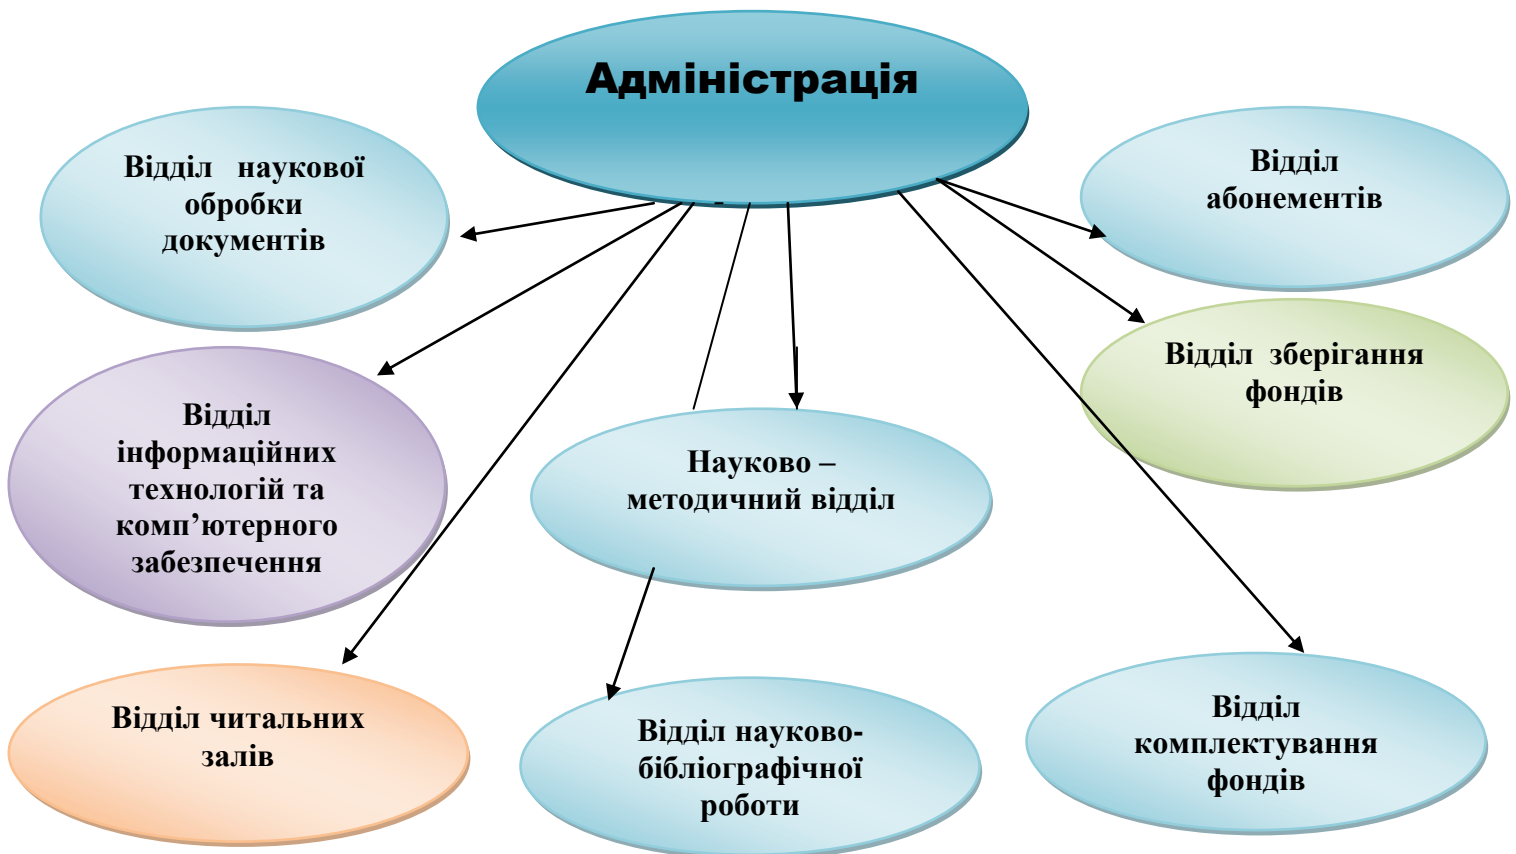 Адміністрація
Відділ наукової
обробки
документів
Відділ
абонементів
Відділ зберігання
фондів
Відділ
інформаційних
технологій та
комп’ютерного
забезпечення
Науково –
методичний відділ
Відділ читальних
залів
Відділ науково-
бібліографічної
роботи
Відділ
комплектування
фондів